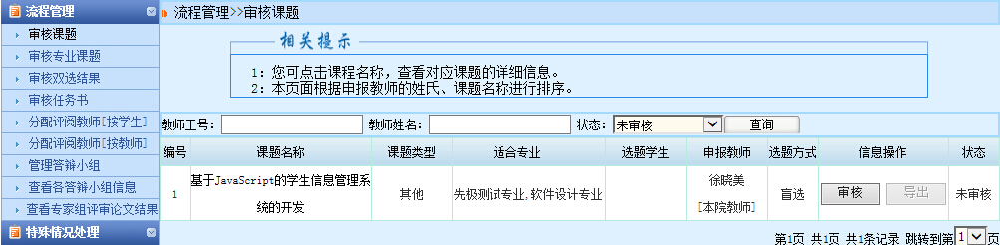 流程管理
审核课题
审核专业课题
审核双选结果
审核任务书
分配评阅教师[按学生]
分配评阅教师[按教师]
管理答辩小组
查看各答辩小组信息
查看专家组评审论文结果
特殊情况处理
流程管理>>审核课题
相关提示
1：您可点击课程名称，查看对应课题的详细信息。
2：本页面根据申报教师的姓氏、课题名称进行排序。
教师工号： 教师姓名： 状态： 未审核 查询
编号 课题名称 课题类型 适合专业 选题学生 申报教师 选题方式 信息操作 状态
1 基于JavaScript的学生信息管理系统的开发 其他 先极测试专业,软件设计专业 徐晓美 [本院教师] 盲选 审核 导出 未审核
第1页 共1页 共1条记录 跳转到第 1 页